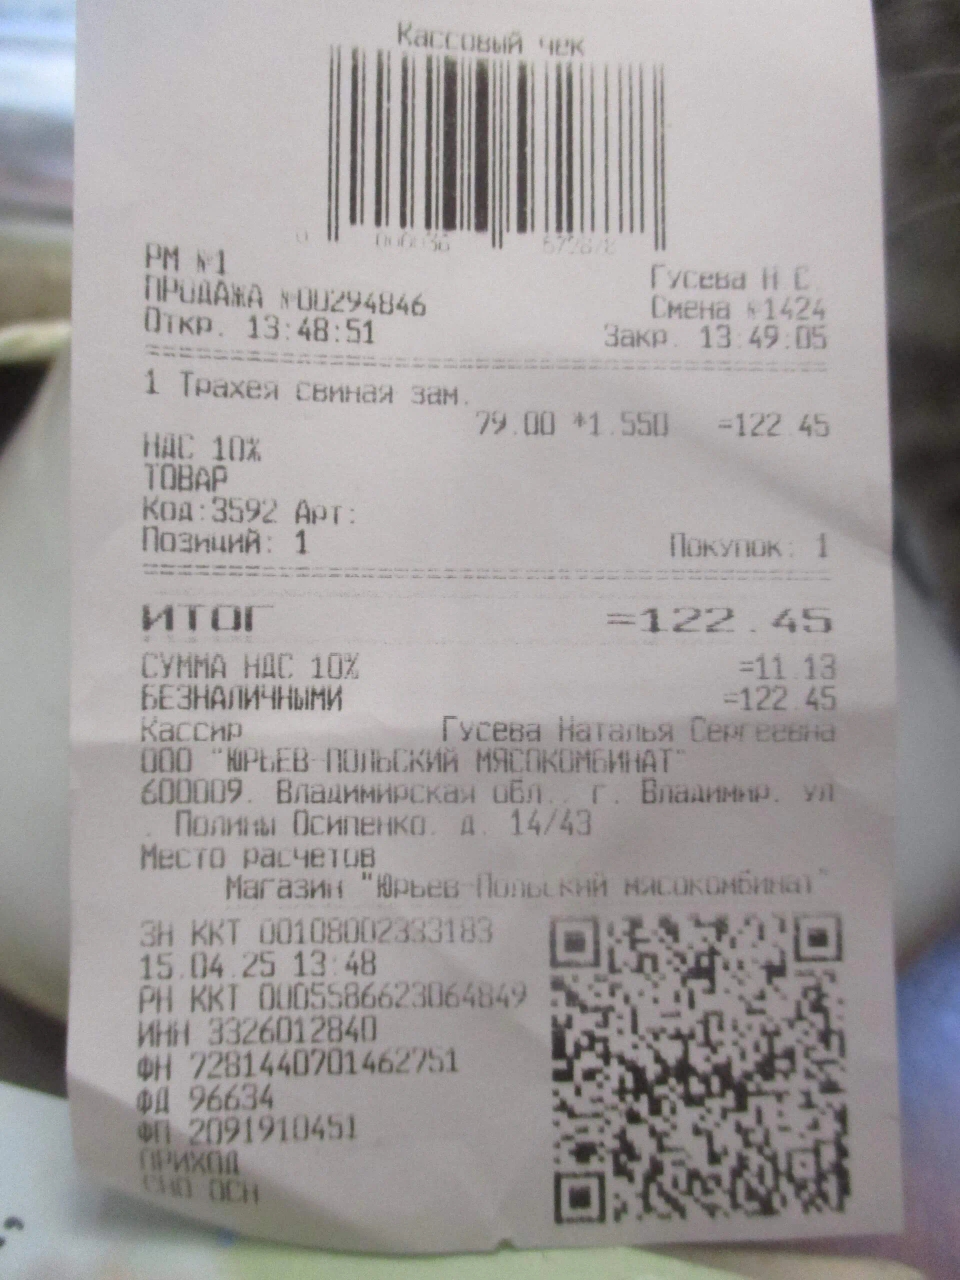 Кассовый чек
РМ №1
Гусева Н С.
ПРОДАЖА №00294846
Смена №1424
Откр. 13:48:51
Закр. 13:49:05
1 Трахея свиная зам.
79.00 *1.550 =122.45
НДС 10%
ТОВАР
Код:3592 Арт:
Позиций: 1
Покупок: 1
ИТОГ =122.45
СУММА НДС 10% =11.13
БЕЗНАЛИЧНЫМИ =122.45
Кассир Гусева Наталья Сергеевна
ООО "ЮРЬЕВ-ПОЛЬСКИЙ МЯСОКОМБИНАТ"
600009, Владимирская обл., г. Владимир, ул
. Полины Осипенко, д. 14/43
Место расчетов
Магазин "Юрьев-Польский мясокомбинат"
ЗН ККТ 00108002333183
15.04.25 13:48
РН ККТ 0005586623064849
ИНН 3326012840
ФН 7281440701462751
ФД 96634
ФП 2091910451
ПРИХОД
СНО ОСН